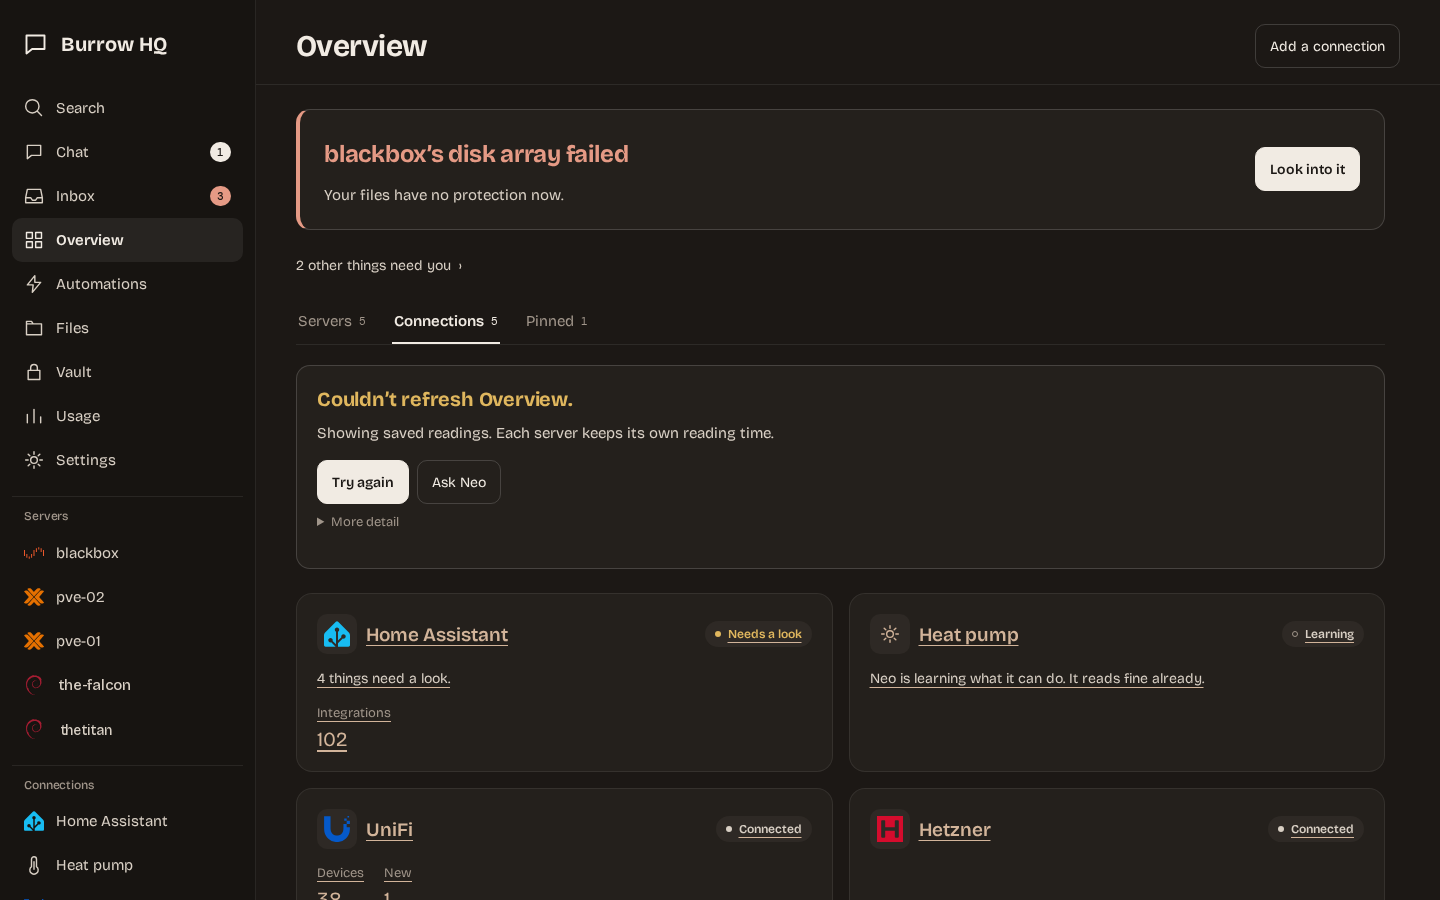 Burrow HQ
Search
Chat 1
Inbox 3
Overview
Automations
Files
Vault
Usage
Settings
Servers
blackbox
pve-02
pve-01
the-falcon
thetitan
Connections
Home Assistant
Heat pump
Overview
Add a connection
blackbox’s disk array failed
Your files have no protection now.
Look into it
2 other things need you ›
Servers 5 Connections 5 Pinned 1
Couldn’t refresh Overview.
Showing saved readings. Each server keeps its own reading time.
Try again Ask Neo
More detail
Home Assistant
Needs a look
4 things need a look.
Integrations
102
Heat pump
Learning
Neo is learning what it can do. It reads fine already.
UniFi
Connected
Devices New
38 1
Hetzner
Connected